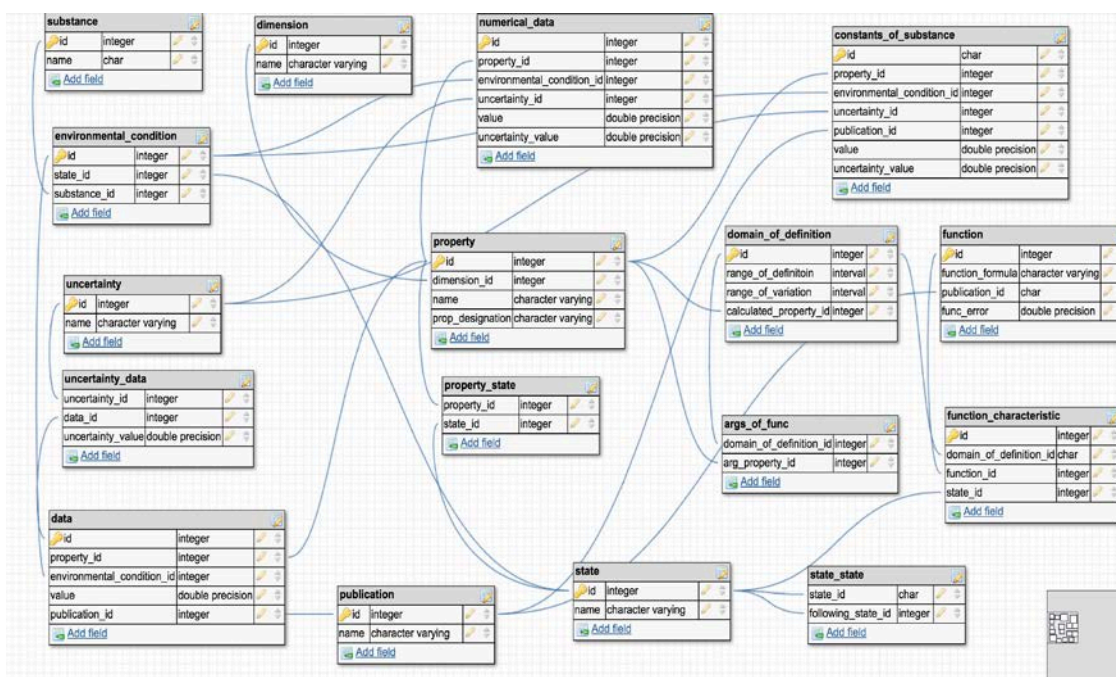 substance
id integer
name char
Add field
dimension
id integer
name character varying
Add field
numerical_data
id integer
property_id integer
environmental_condition_id integer
uncertainty_id integer
value double precision
uncertainty_value double precision
Add field
constants_of_substance
id char
property_id integer
environmental_condition_id integer
uncertainty_id integer
publication_id integer
value double precision
uncertainty_value double precision
Add field
environmental_condition
id integer
state_id integer
substance_id integer
Add field
property
id integer
dimension_id integer
name character varying
prop_designation character varying
Add field
domain_of_definition
id integer
range_of_definitoin interval
range_of_variation interval
calculated_property_id integer
Add field
function
id integer
function_formula character varying
publication_id char
func_error double precision
Add field
uncertainty
id integer
name character varying
Add field
uncertainty_data
uncertainty_id integer
data_id integer
uncertainty_value double precision
Add field
property_state
property_id integer
state_id integer
Add field
args_of_func
domain_of_definition_id integer
arg_property_id integer
Add field
function_characteristic
id integer
domain_of_definition_id char
function_id integer
state_id integer
Add field
data
id integer
property_id integer
environmental_condition_id integer
value double precision
publication_id integer
Add field
publication
id integer
name character varying
Add field
state
id integer
name character varying
Add field
state_state
state_id char
following_state_id integer
Add field